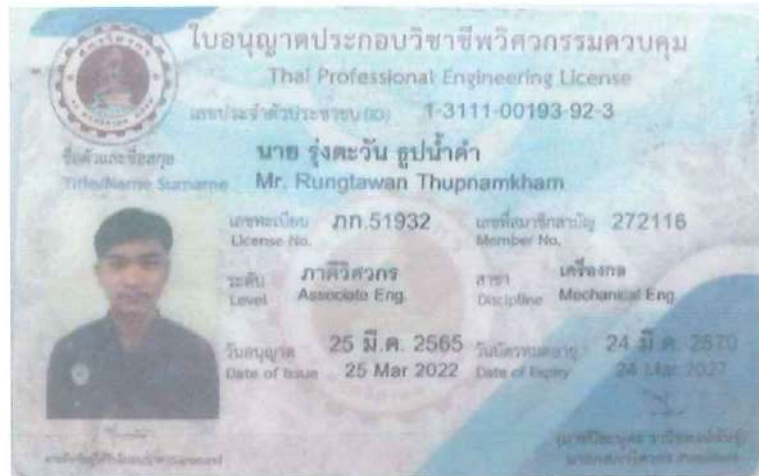 ใบอนุญาตประกอบวิชาชีพวิศวกรรมควบคุม
Thai Professional Engineering License
เลขประจำตัวประชาชน (ID) 1-3111-00193-92-3
ชื่อตัวและชื่อสกุล นาย รุ่งตะวัน ธูปน้ำคำ
Title/Name Surname Mr. Rungtawan Thupnamkham
เลขทะเบียน ภก.51932 เลขที่สมาชิกสามัญ 272116
License No. Member No.
ระดับ ภาคีวิศวกร สาขา เครื่องกล
Level Associate Eng. Discipline Mechanical Eng
วันอนุญาต 25 มี.ค. 2565 วันบัตรหมดอายุ 24 มี.ค. 2570
Date of Issue 25 Mar 2022 Date of Expiry 24 Mar 2027